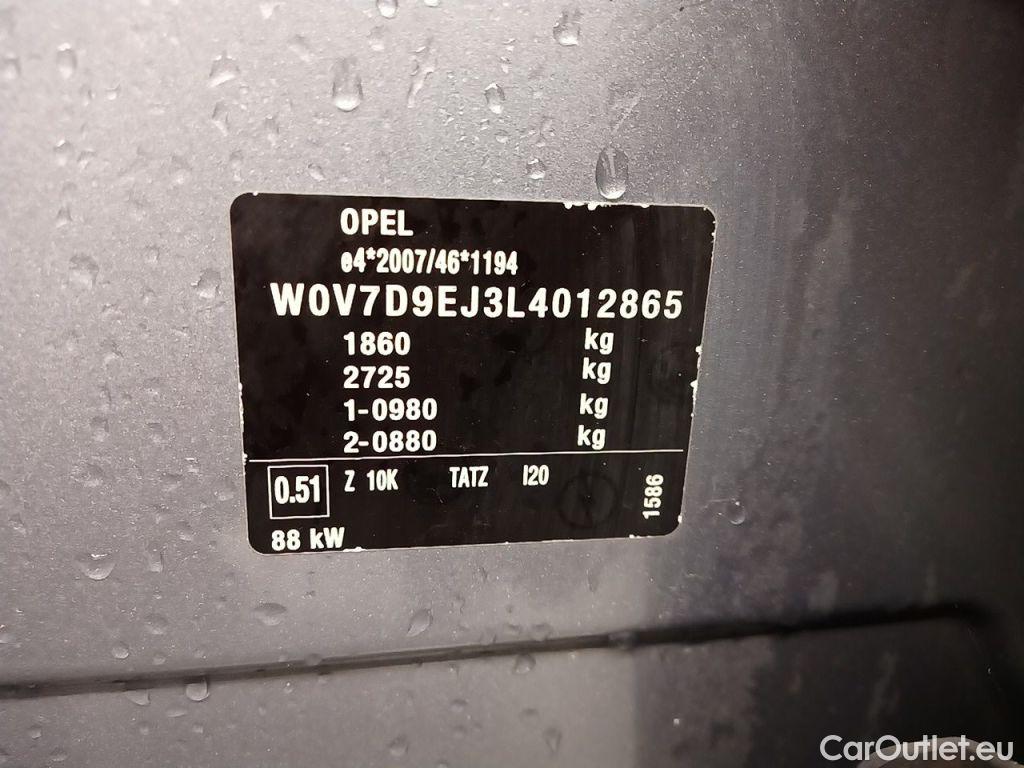 OPEL
e4*2007/46*1194
W0V7D9EJ3L4012865
1860 kg
2725 kg
1-0980 kg
2-0880 kg
0.51 Z 10K TATZ I20
1586
88 kW
CarOutlet.eu